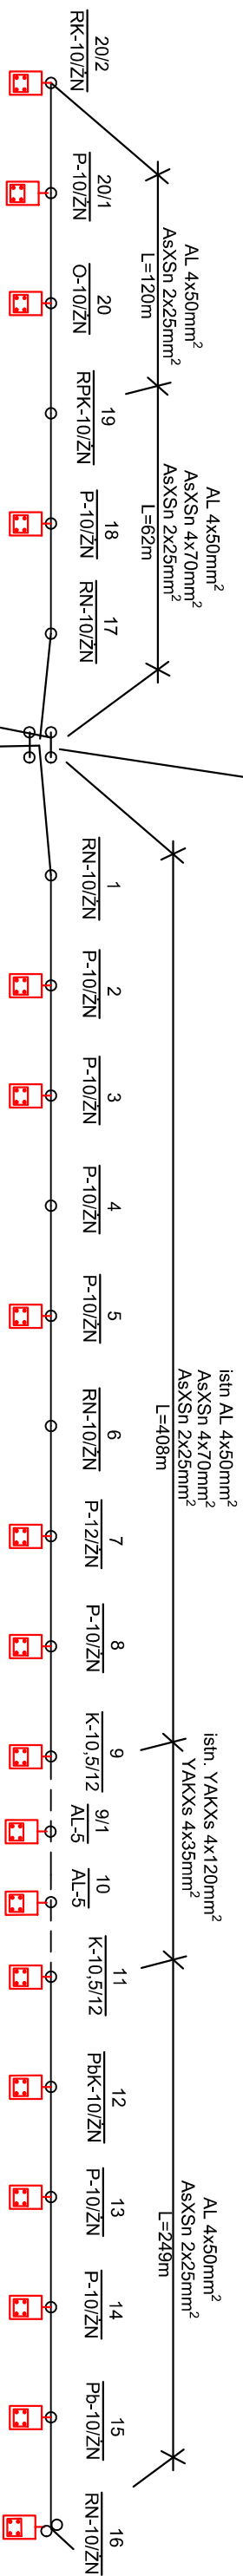 20/2
RK-10/ŻN
20/1
P-10/ŻN
20
O-10/ŻN
19
RPK-10/ŻN
18
P-10/ŻN
17
RN-10/ŻN
AL 4x50mm²
AsXSn 2x25mm²
L=120m
AL 4x50mm²
AsXSn 4x70mm²
AsXSn 2x25mm²
L=62m
1
RN-10/ŻN
2
P-10/ŻN
3
P-10/ŻN
4
P-10/ŻN
5
P-10/ŻN
6
RN-10/ŻN
7
P-12/ŻN
8
P-10/ŻN
9
K-10,5/12
istn AL 4x50mm²
AsXSn 4x70mm²
AsXSn 2x25mm²
L=408m
9/1
AL-5
10
AL-5
11
K-10,5/12
istn. YAKXs 4x120mm²
YAKXs 4x35mm²
12
PbK-10/ŻN
13
P-10/ŻN
14
P-10/ŻN
15
Pb-10/ŻN
16
RN-10/ŻN
AL 4x50mm²
AsXSn 2x25mm²
L=249m